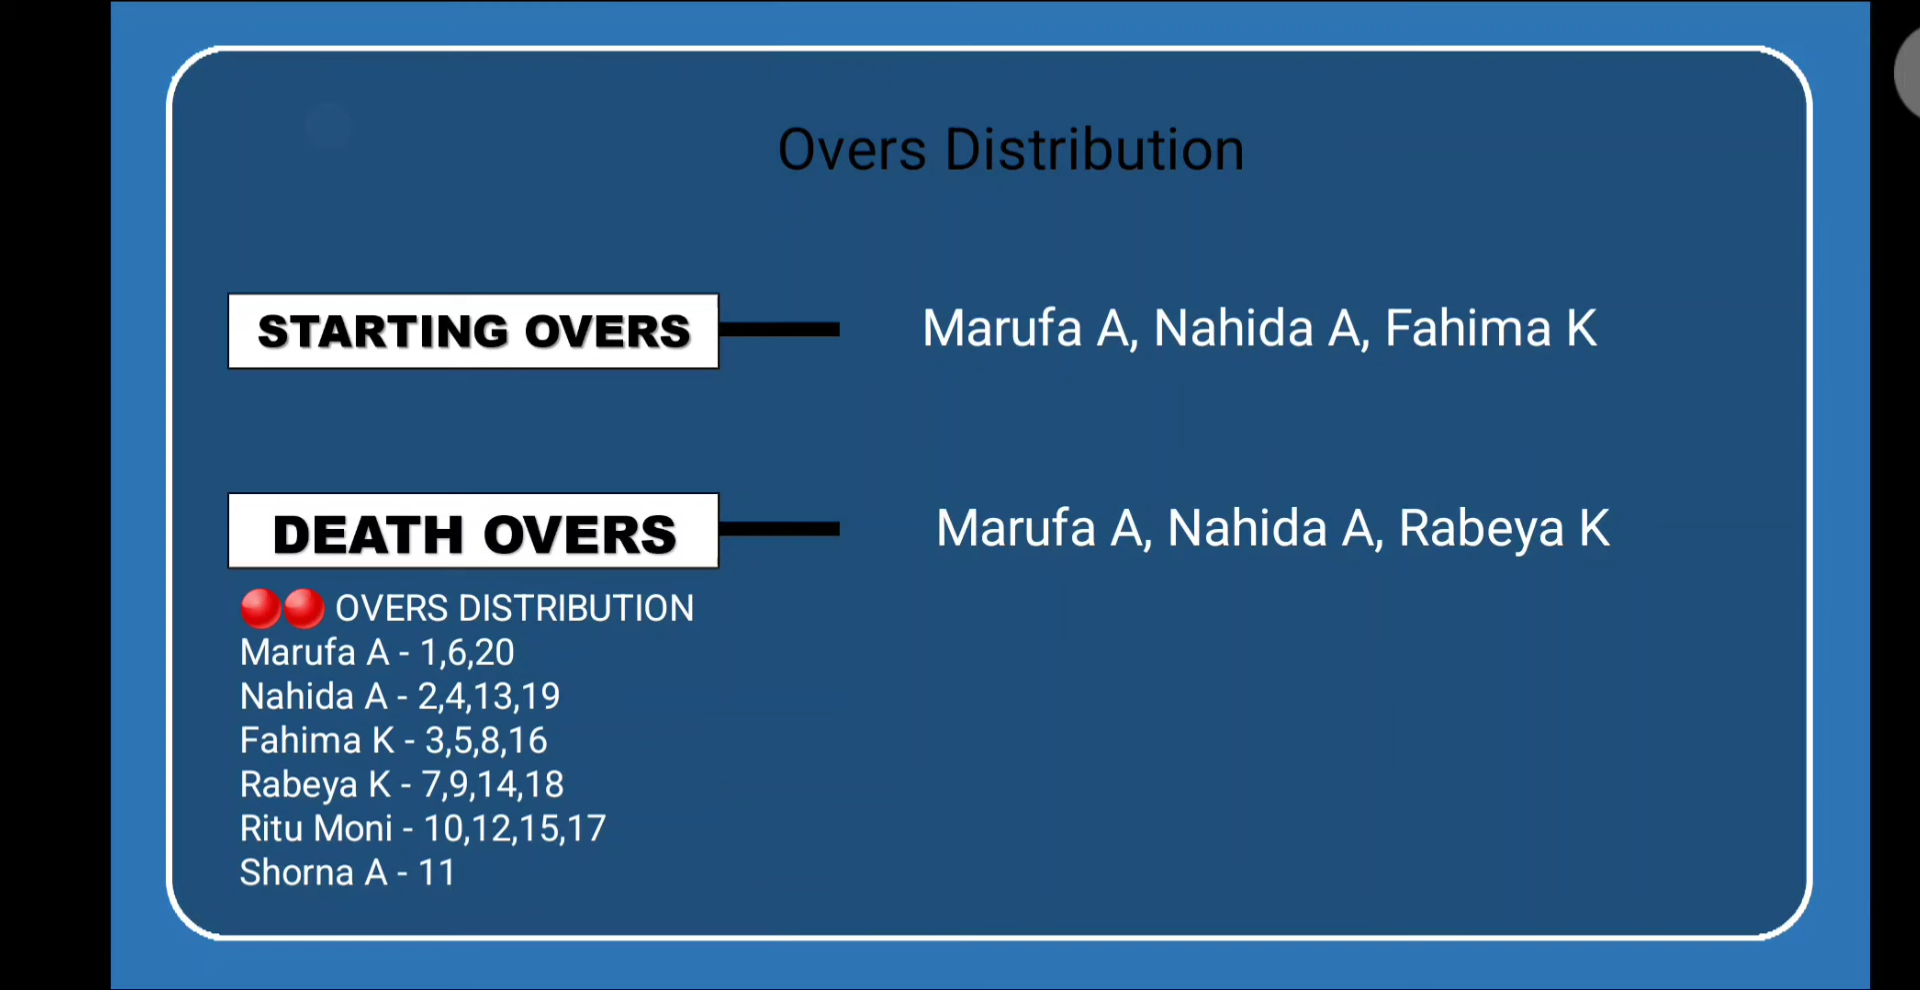 Overs Distribution
STARTING OVERS
Marufa A, Nahida A, Fahima K
DEATH OVERS
Marufa A, Nahida A, Rabeya K
🔴🔴 OVERS DISTRIBUTION
Marufa A - 1,6,20
Nahida A - 2,4,13,19
Fahima K - 3,5,8,16
Rabeya K - 7,9,14,18
Ritu Moni - 10,12,15,17
Shorna A - 11